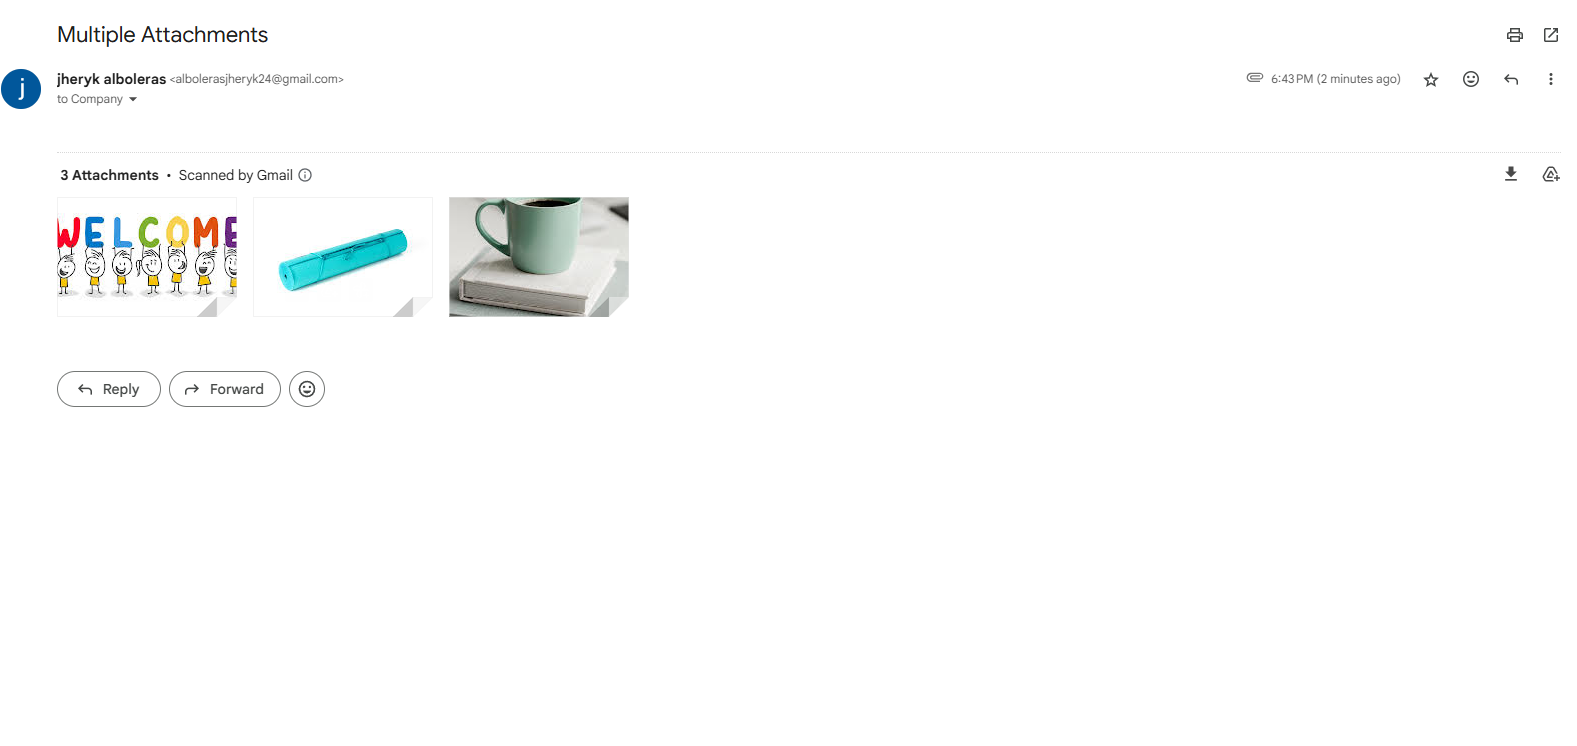 Multiple Attachments
jheryk alboleras <albolerasjheryk24@gmail.com>
6:43 PM (2 minutes ago)
to Company
j
3 Attachments • Scanned by Gmail
WELCOME
Reply
Forward